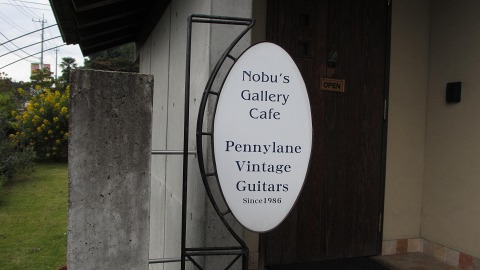 Nobu's
Gallery
Cafe
Pennylane
Vintage
Guitars
Since1986
OPEN